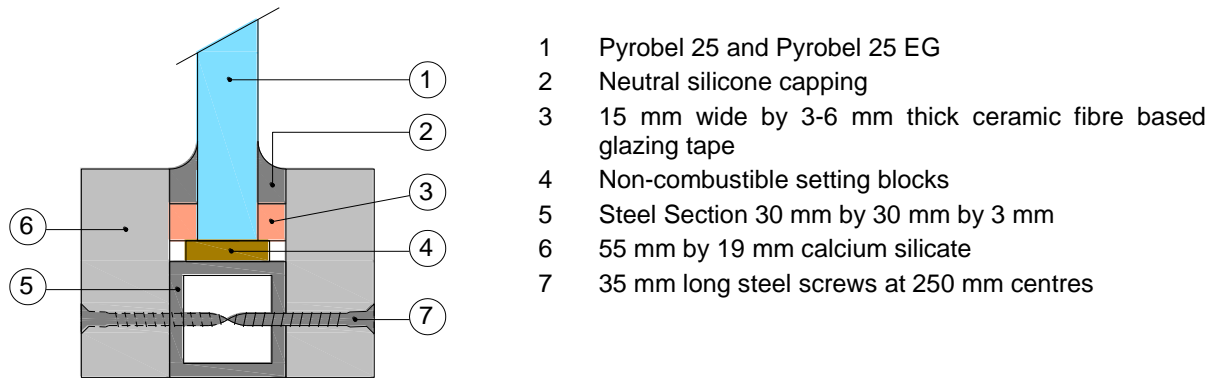 1
2
3
4
5
6
7
1 Pyrobel 25 and Pyrobel 25 EG
2 Neutral silicone capping
3 15 mm wide by 3-6 mm thick ceramic fibre based
glazing tape
4 Non-combustible setting blocks
5 Steel Section 30 mm by 30 mm by 3 mm
6 55 mm by 19 mm calcium silicate
7 35 mm long steel screws at 250 mm centres